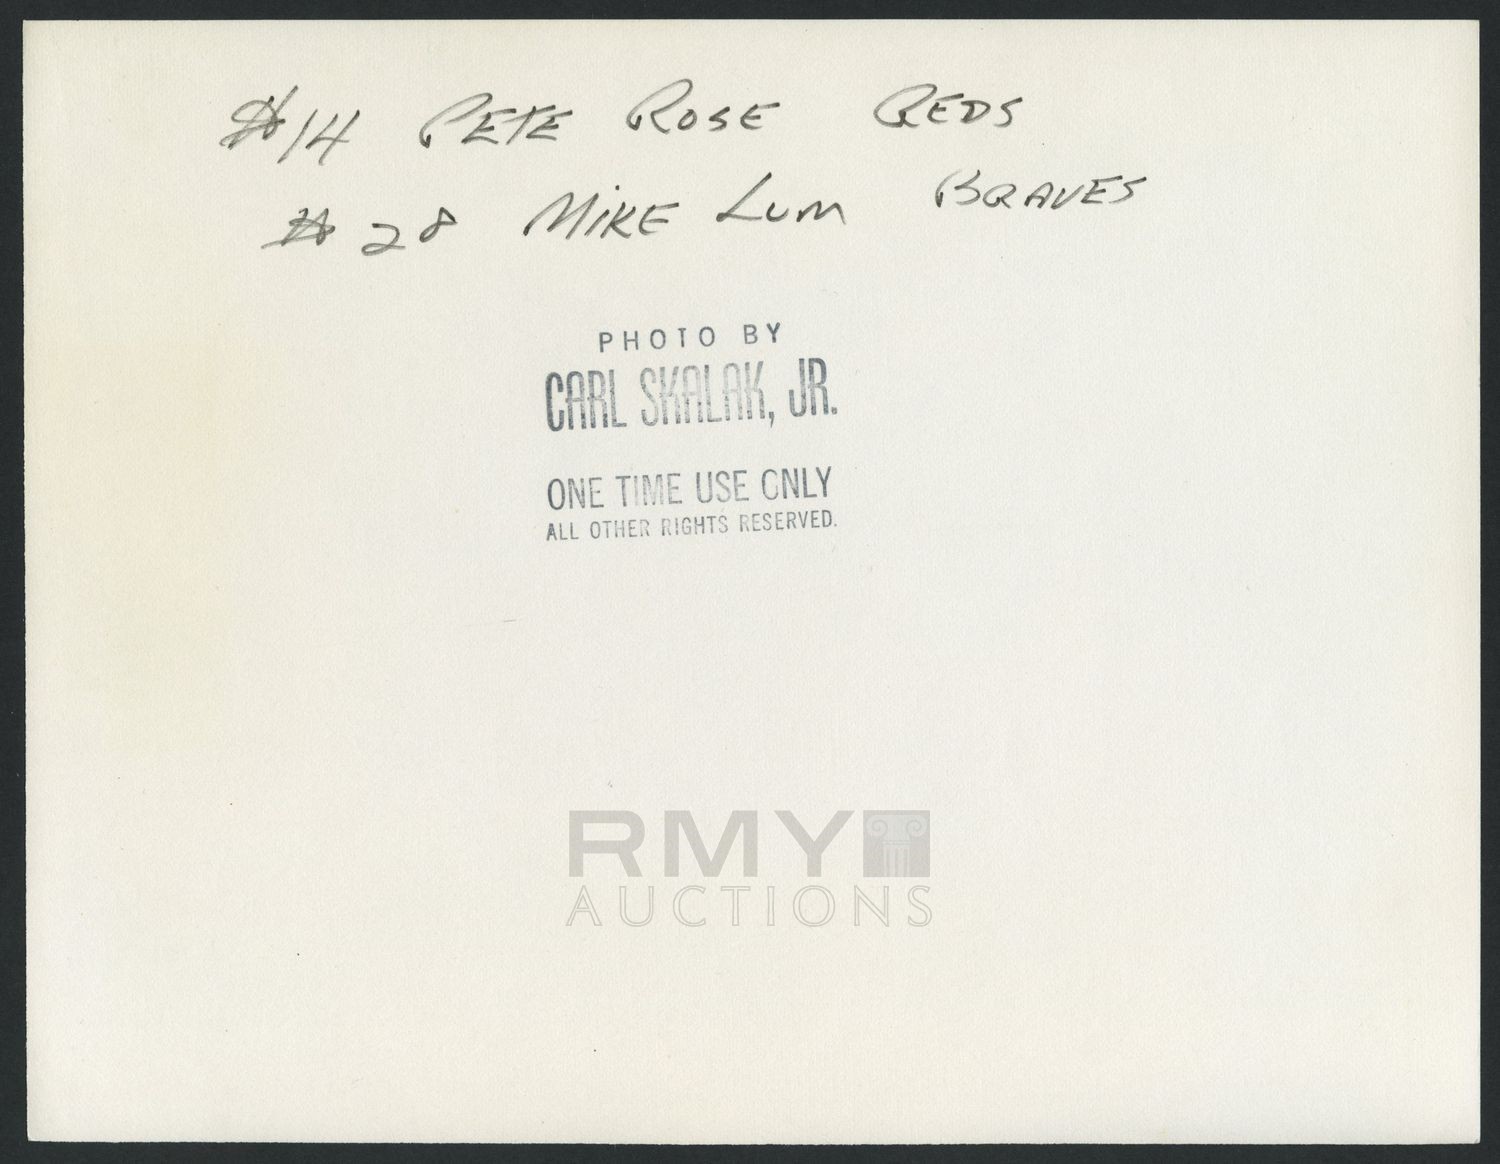 #14 PETE ROSE REDS
#28 MIKE LUM BRAVES
PHOTO BY
CARL SKALAK, JR.
ONE TIME USE ONLY
ALL OTHER RIGHTS RESERVED.
RMY
AUCTIONS